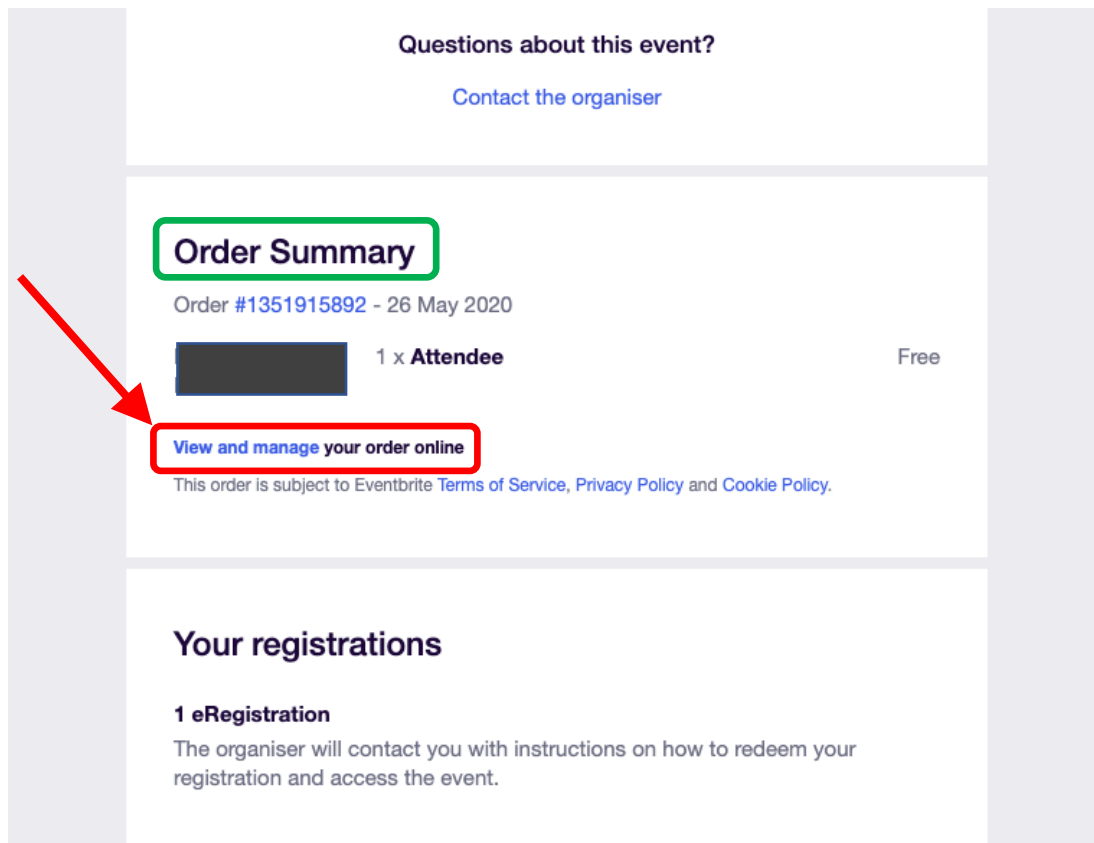 Questions about this event?
Contact the organiser
Order Summary
Order #1351915892 - 26 May 2020
1 x Attendee Free
View and manage your order online
This order is subject to Eventbrite Terms of Service, Privacy Policy and Cookie Policy.
Your registrations
1 eRegistration
The organiser will contact you with instructions on how to redeem your
registration and access the event.